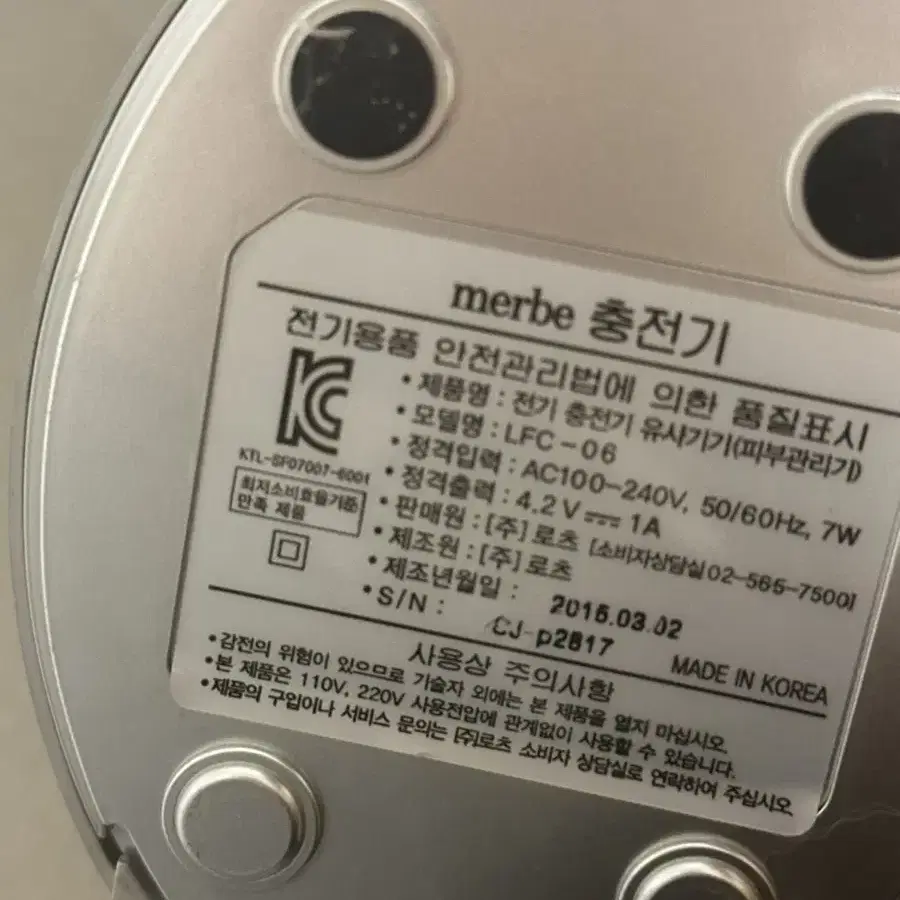 merbe 충전기
전기용품 안전관리법에 의한 품질표시
KC
KTL-SF07007-6001
최저소비효율기준
만족 제품
• 제품명 : 전기 충전기 유사기기(피부관리기)
• 모델명 : LFC-06
• 정격입력 : AC100-240V, 50/60Hz, 7W
• 정격출력 : 4.2V ⎓ 1A
• 판매원 : [주]로츠 [소비자상담실02-565-7500]
• 제조원 : [주]로츠
• 제조년월일 : 2016.03.02
• S/N : CJ-p2817
MADE IN KOREA
사용상 주의사항
• 감전의 위험이 있으므로 기술자 외에는 본 제품을 열지 마십시오.
• 본 제품은 110V, 220V 사용전압에 관계없이 사용할 수 있습니다.
• 제품의 구입이나 서비스 문의는 [주]로츠 소비자 상담실로 연락하여 주십시오.